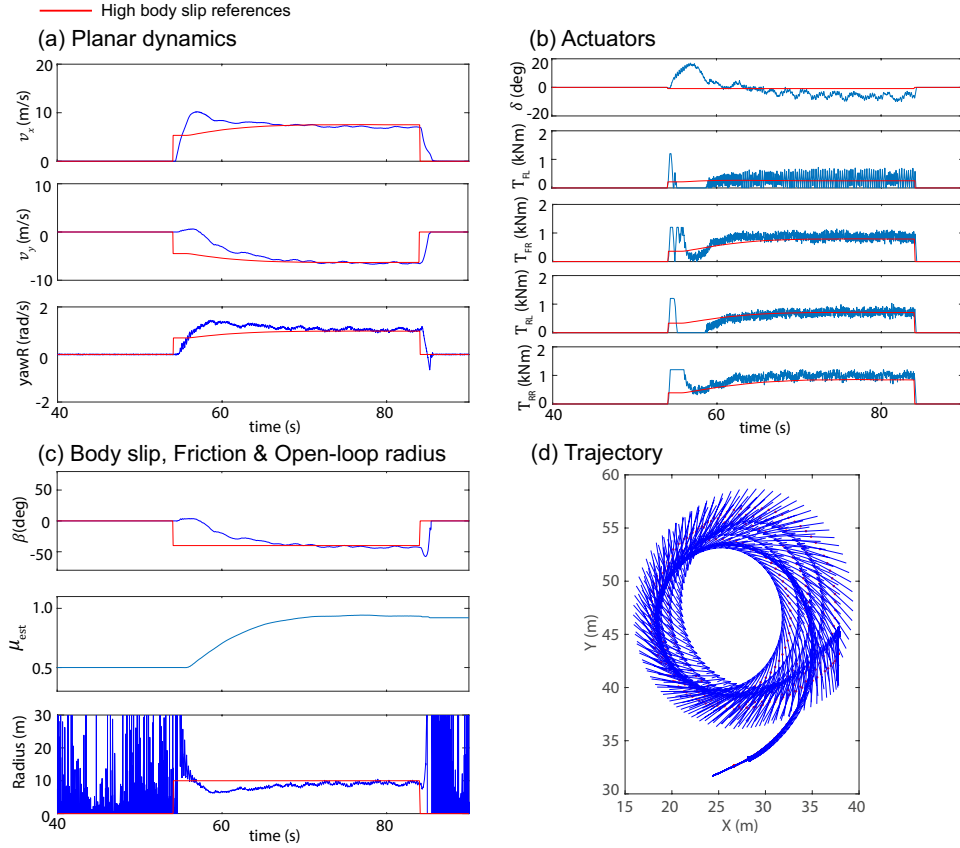 High body slip references
(a) Planar dynamics
20
10
0
v_x (m/s)
40
60
80
10
0
-10
v_y (m/s)
2
0
-2
yawR (rad/s)
40
60
80
time (s)
(b) Actuators
20
0
-20
δ (deg)
2
1
0
T_FL (kNm)
2
1
0
T_FR (kNm)
2
1
0
T_RL (kNm)
2
1
0
T_RR (kNm)
40
60
80
time (s)
(c) Body slip, Friction & Open-loop radius
50
0
-50
β(deg)
1.0
0.5
μ_est
30
20
10
0
Radius (m)
40
60
80
time (s)
(d) Trajectory
60
55
50
45
40
35
31
Y (m)
15
20
25
30
35
40
X (m)